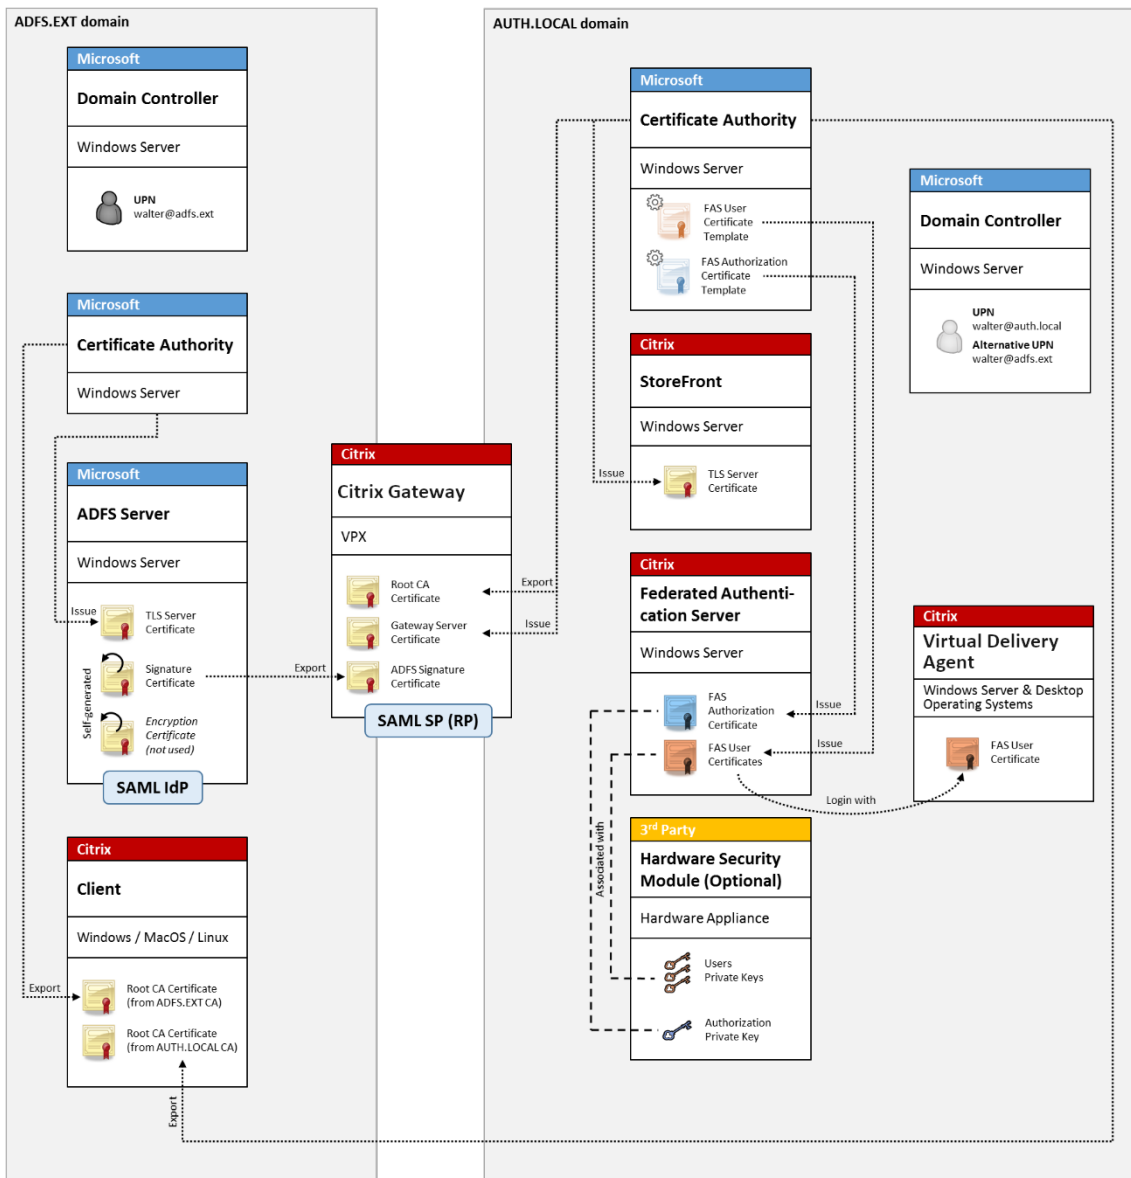 ADFS.EXT domain
Microsoft
Domain Controller
Windows Server
UPN
walter@adfs.ext
Microsoft
Certificate Authority
Windows Server
Microsoft
ADFS Server
Windows Server
Issue
TLS Server
Certificate
Self-generated
Signature
Certificate
Encryption
Certificate
(not used)
SAML IdP
Citrix
Client
Windows / MacOS / Linux
Export
Root CA Certificate
(from ADFS.EXT CA)
Root CA Certificate
(from AUTH.LOCAL CA)
Export
Citrix
Citrix Gateway
VPX
Root CA
Certificate
Export
Gateway Server
Certificate
Issue
Export
ADFS Signature
Certificate
SAML SP (RP)
AUTH.LOCAL domain
Microsoft
Certificate Authority
Windows Server
FAS User
Certificate
Template
FAS Authorization
Certificate
Template
Citrix
StoreFront
Windows Server
Issue
TLS Server
Certificate
Citrix
Federated Authenti-
cation Server
Windows Server
FAS
Authorization
Certificate
Issue
FAS User
Certificates
Issue
Login with
Associated with
3rd Party
Hardware Security
Module (Optional)
Hardware Appliance
Users
Private Keys
Authorization
Private Key
Microsoft
Domain Controller
Windows Server
UPN
walter@auth.local
Alternative UPN
walter@adfs.ext
Citrix
Virtual Delivery
Agent
Windows Server & Desktop
Operating Systems
FAS User
Certificate